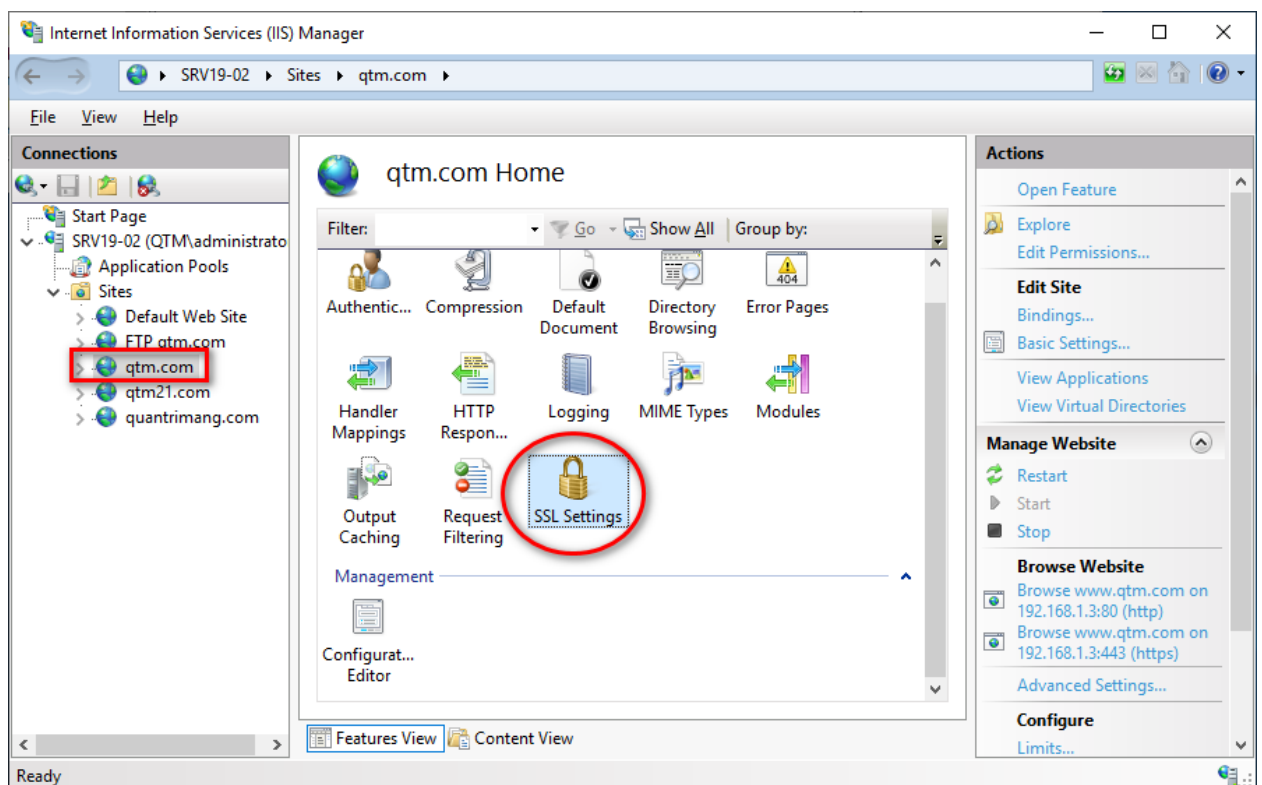 Internet Information Services (IIS) Manager
SRV19-02 Sites qtm.com
File View Help
Connections
Start Page
SRV19-02 (QTM\administrato
Application Pools
Sites
Default Web Site
FTP qtm.com
qtm.com
qtm21.com
quantrimang.com
qtm.com Home
Filter: Go Show All Group by:
Authentic... Compression Default Directory Error Pages
Document Browsing
404
Handler HTTP Logging MIME Types Modules
Mappings Respon...
Output Request SSL Settings
Caching Filtering
Management
Configurat...
Editor
Features View Content View
Actions
Open Feature
Explore
Edit Permissions...
Edit Site
Bindings...
Basic Settings...
View Applications
View Virtual Directories
Manage Website
Restart
Start
Stop
Browse Website
Browse www.qtm.com on
192.168.1.3:80 (http)
Browse www.qtm.com on
192.168.1.3:443 (https)
Advanced Settings...
Configure
Limits...
Ready